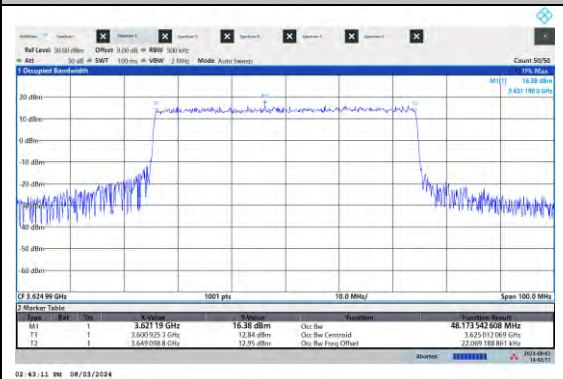 Ref Level 30.00 dBm Offset 0.00 dB RBW 500 kHz
Att 30 dB SWT 100 ms VBW 2 MHz Mode Auto Sweep Count 50/50
1 Occupied Bandwidth
M1[1] 16.38 dBm
3.621 190 0 GHz
20 dBm
0 dBm
-10 dBm
-20 dBm
-40 dBm
-50 dBm
-60 dBm
CF 3.624 99 GHz 1001 pts 10.0 MHz/ Span 100.0 MHz
2 Marker Table
Type Ref Trc X-Value Y-Value Function Function Result
M1 1 3.621 19 GHz 16.38 dBm Occ Bw 48.173 542 608 MHz
T1 1 3.600 925 3 GHz 12.84 dBm Occ Bw Centroid 3.625 012 069 GHz
T2 1 3.649 098 8 GHz 12.95 dBm Occ Bw Freq Offset 22.069 188 861 kHz
Aborted 2024-08-03
14:43:11
02:43:11 PM 08/03/2024